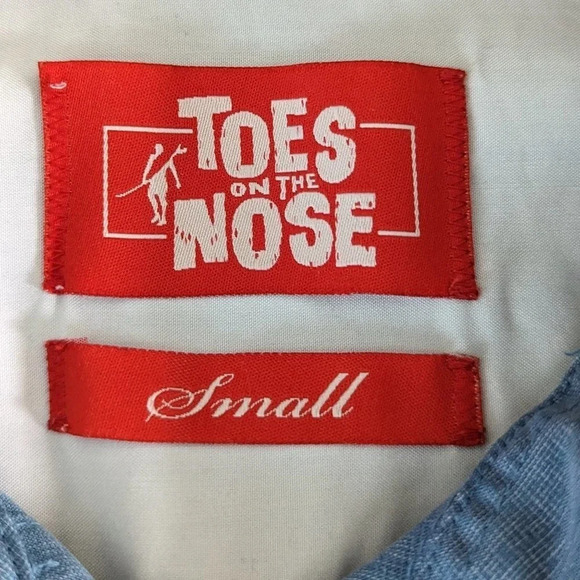 TOES
ON THE
NOSE
Small